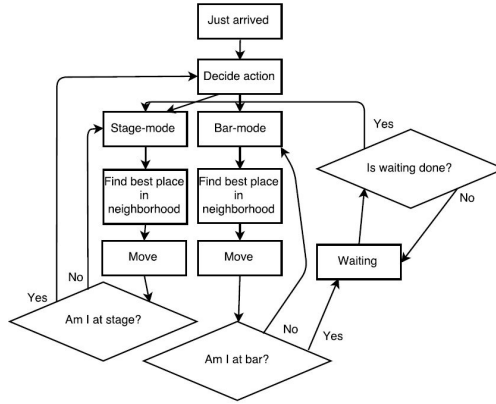 Just arrived
Decide action
Stage-mode
Bar-mode
Yes
Is waiting done?
Find best place
in
neighborhood
Find best place
in
neighborhood
No
Move
Move
Waiting
No
Yes
Am I at stage?
No
Yes
Am I at bar?